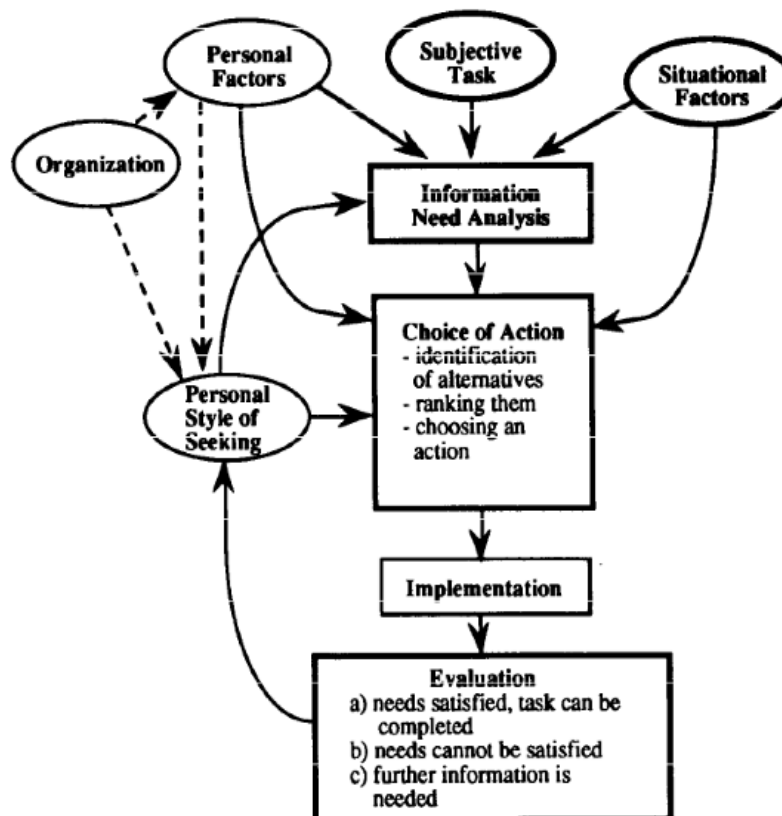 Personal
Factors
Subjective
Task
Situational
Factors
Organization
Information
Need Analysis
Choice of Action
- identification
of alternatives
- ranking them
- choosing an
action
Personal
Style of
Seeking
Implementation
Evaluation
a) needs satisfied, task can be
completed
b) needs cannot be satisfied
c) further information is
needed